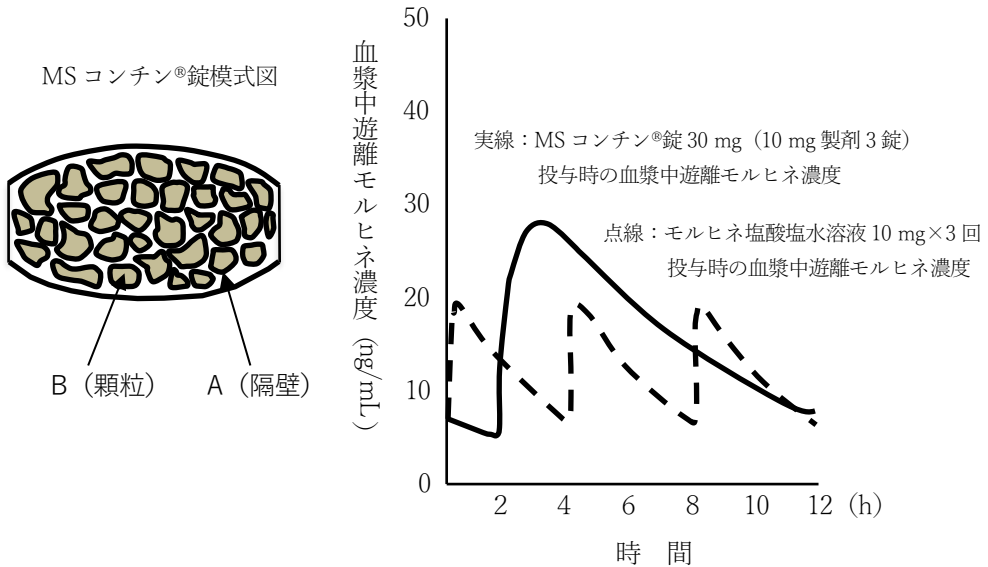 MS コンチン®錠模式図
B（顆粒）
A（隔壁）
血漿中遊離モルヒネ濃度（ng/mL）
50
40
30
20
10
0
実線：MS コンチン®錠 30 mg（10 mg 製剤 3 錠）
投与時の血漿中遊離モルヒネ濃度
点線：モルヒネ塩酸塩水溶液 10 mg×3 回
投与時の血漿中遊離モルヒネ濃度
2 4 6 8 10 12 (h)
時　間